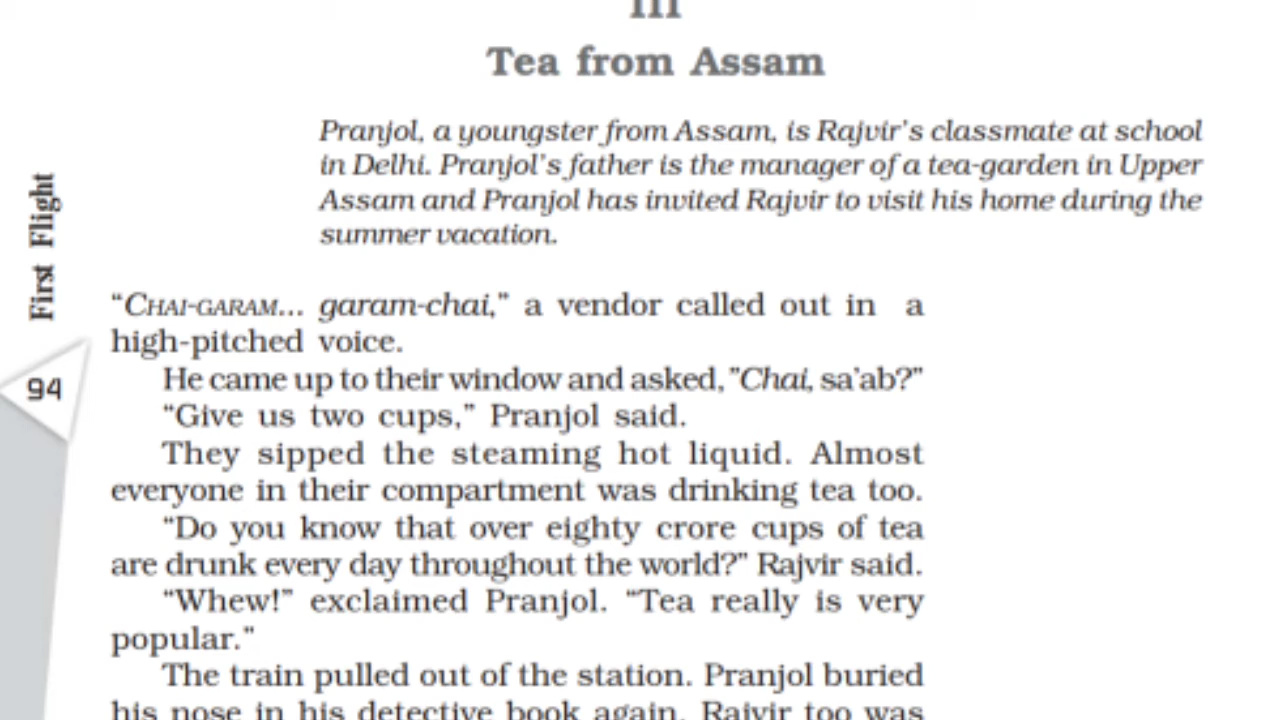 III
Tea from Assam
Pranjol, a youngster from Assam, is Rajvir's classmate at school
in Delhi. Pranjol's father is the manager of a tea-garden in Upper
Assam and Pranjol has invited Rajvir to visit his home during the
summer vacation.
First Flight
94
“CHAI-GARAM... garam-chai,” a vendor called out in a
high-pitched voice.
He came up to their window and asked, ”Chai, sa'ab?”
“Give us two cups,” Pranjol said.
They sipped the steaming hot liquid. Almost
everyone in their compartment was drinking tea too.
“Do you know that over eighty crore cups of tea
are drunk every day throughout the world?” Rajvir said.
“Whew!” exclaimed Pranjol. “Tea really is very
popular.”
The train pulled out of the station. Pranjol buried
his nose in his detective book again. Rajvir too was